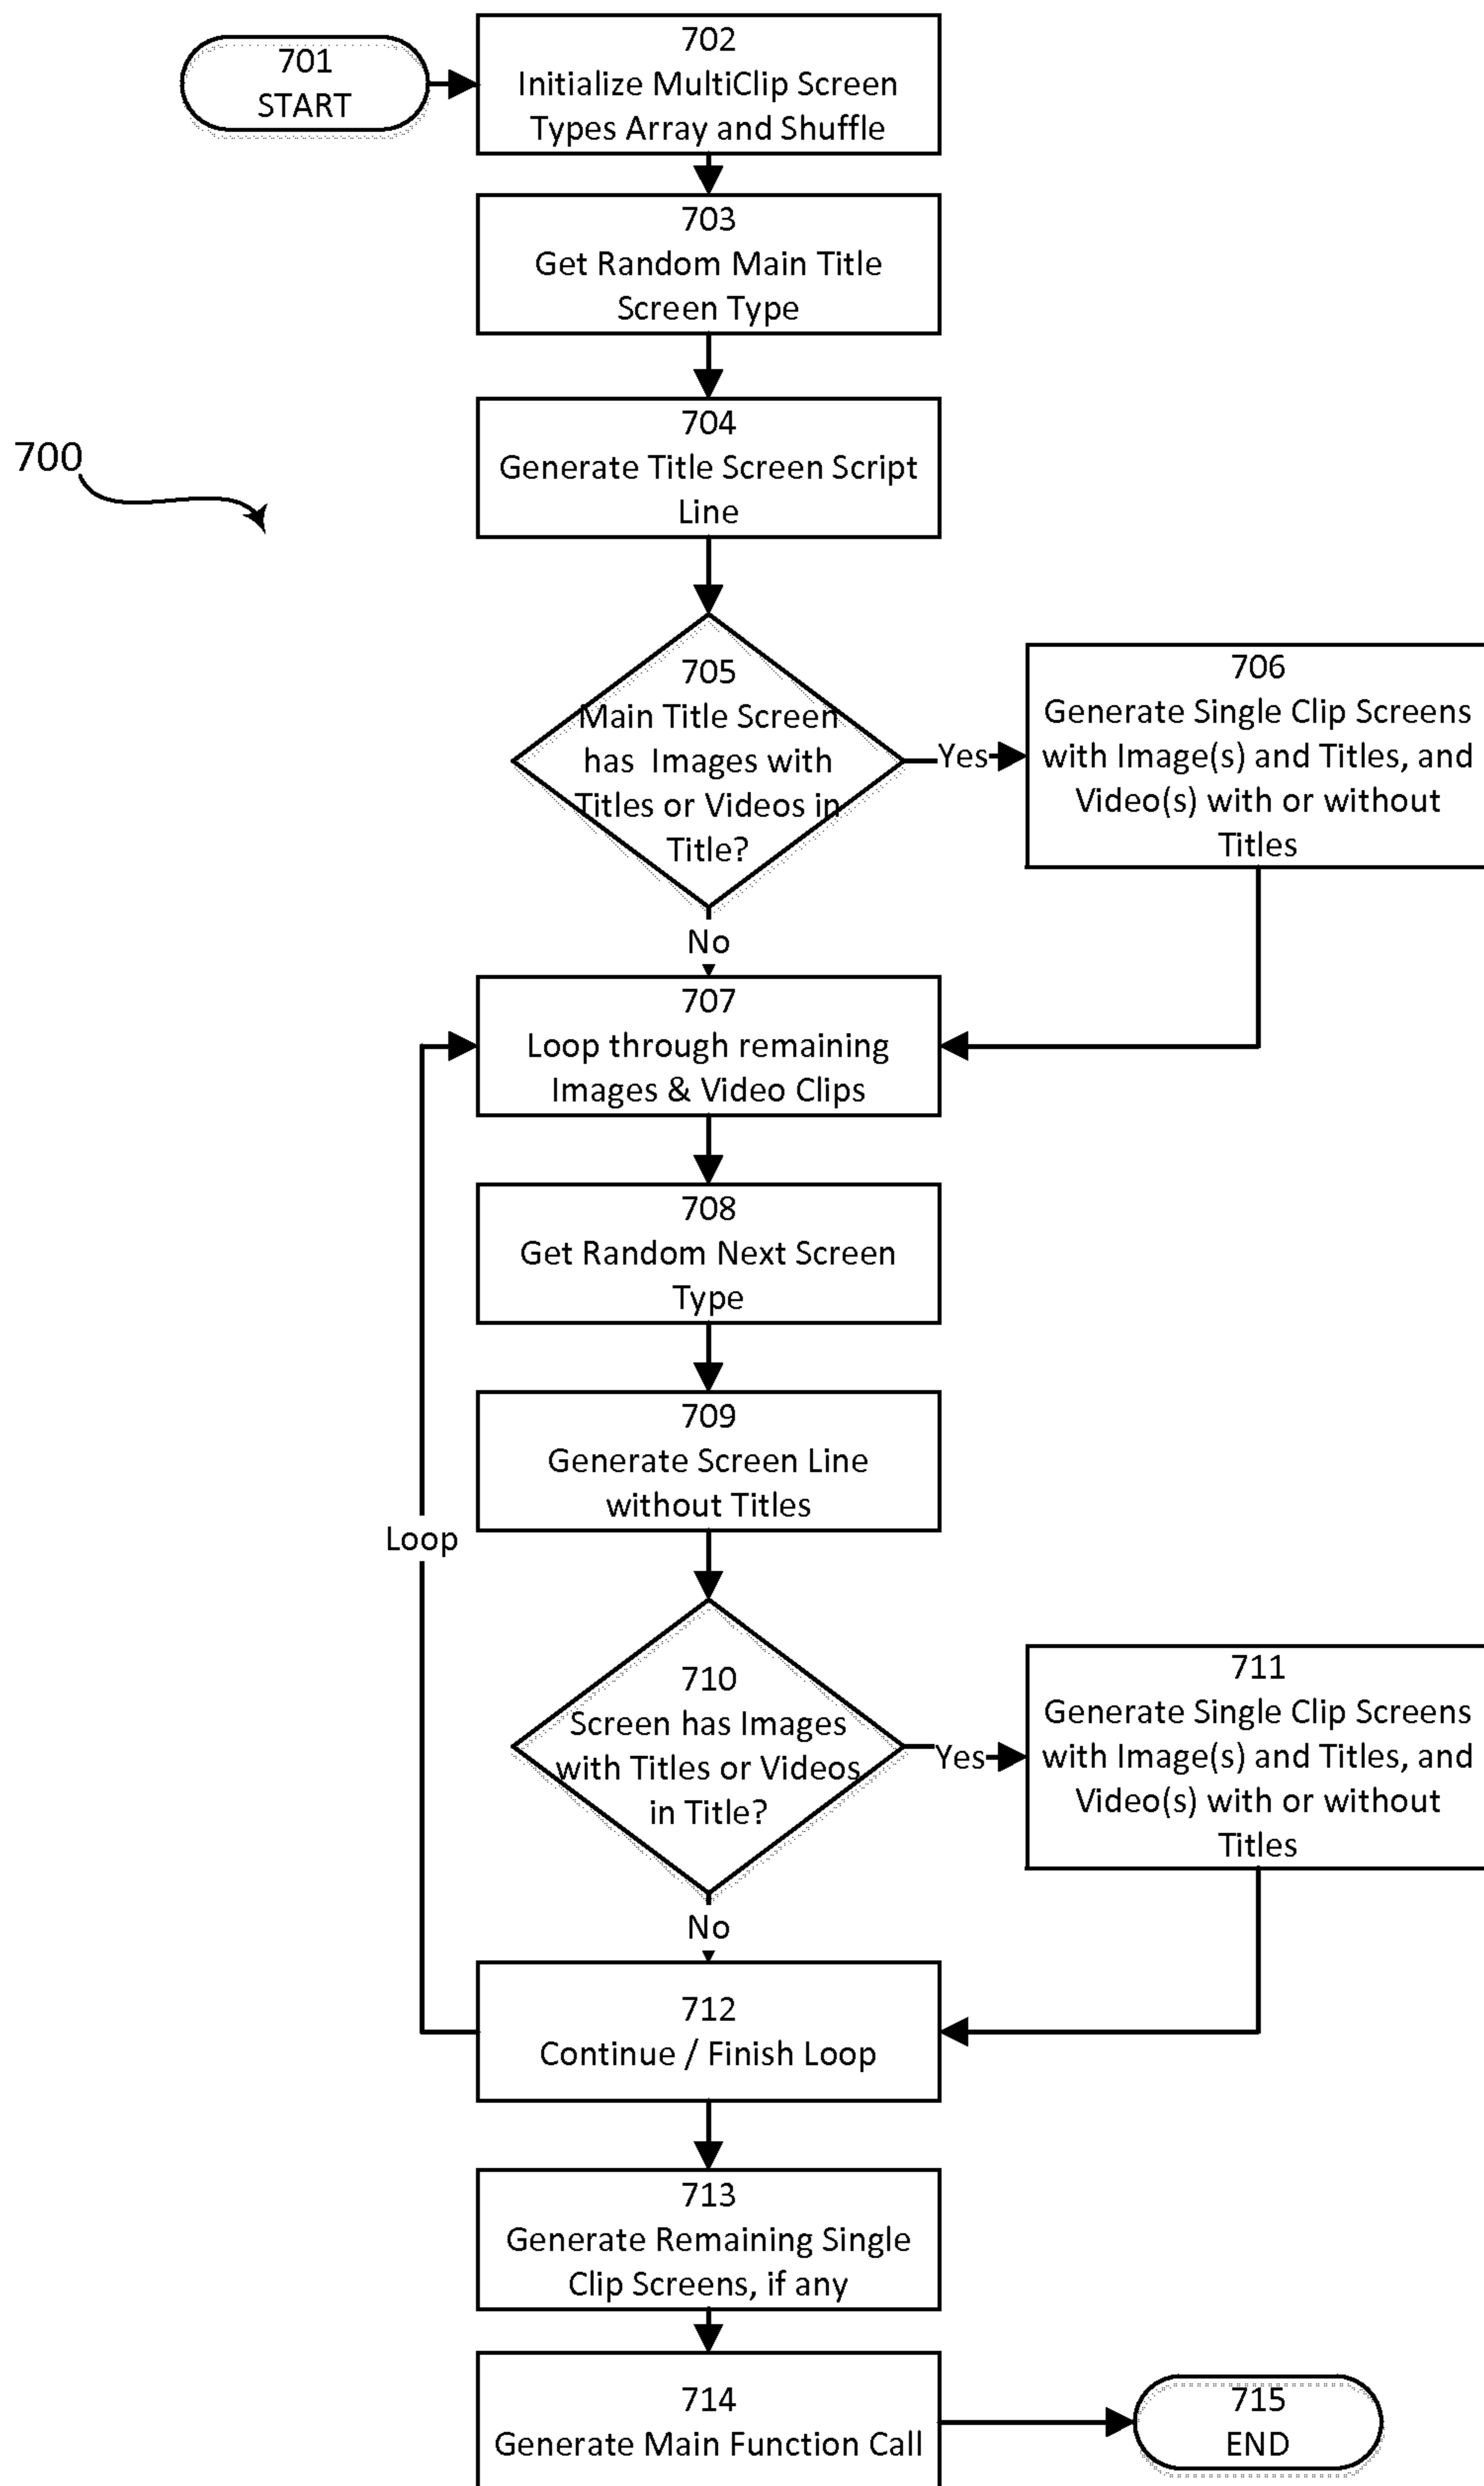 701
START
702
Initialize MultiClip Screen
Types Array and Shuffle
703
Get Random Main Title
Screen Type
704
Generate Title Screen Script
Line
700
705
Main Title Screen
has Images with
Titles or Videos in
Title?
Yes
706
Generate Single Clip Screens
with Image(s) and Titles, and
Video(s) with or without
Titles
No
707
Loop through remaining
Images & Video Clips
708
Get Random Next Screen
Type
709
Generate Screen Line
without Titles
Loop
710
Screen has Images
with Titles or Videos
in Title?
Yes
711
Generate Single Clip Screens
with Image(s) and Titles, and
Video(s) with or without
Titles
No
712
Continue / Finish Loop
713
Generate Remaining Single
Clip Screens, if any
714
Generate Main Function Call
715
END